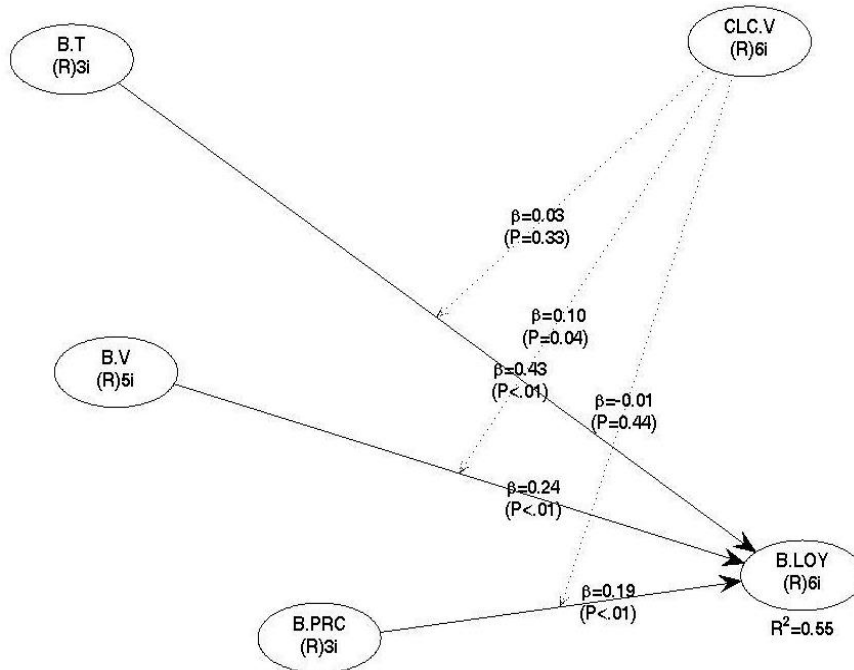 B.T
(R)3i
CLC.V
(R)6i
β=0.03
(P=0.33)
β=0.10
(P=0.04)
B.V
(R)5i
β=0.43
(P<.01)
β=-0.01
(P=0.44)
β=0.24
(P<.01)
B.LOY
(R)6i
R²=0.55
β=0.19
(P<.01)
B.PRC
(R)3i